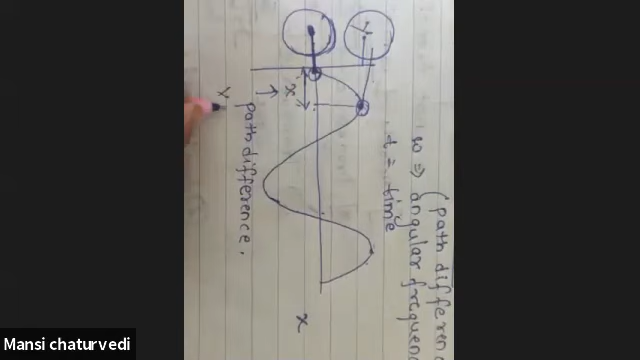 (path differen
ω ⇒ angular frequen
t = time
x
path difference.
x
Mansi chaturvedi